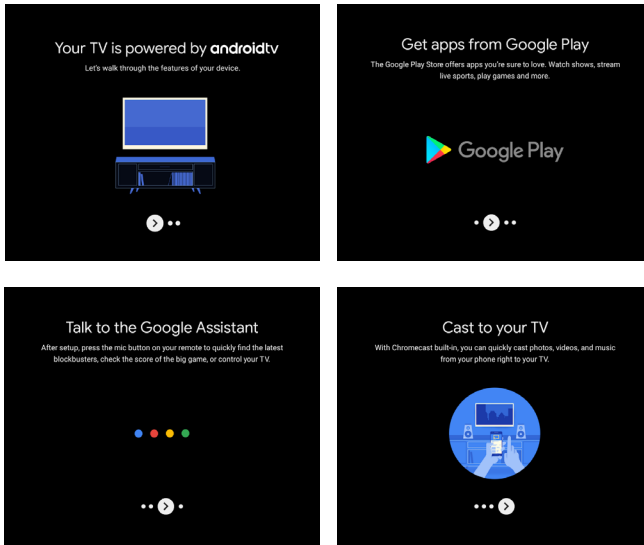 Your TV is powered by androidtv
Let's walk through the features of your device.
Get apps from Google Play
The Google Play Store offers apps you're sure to love. Watch shows, stream
live sports, play games and more.
Google Play
Talk to the Google Assistant
After setup, press the mic button on your remote to quickly find the latest
blockbusters, check the score of the big game, or control your TV.
Cast to your TV
With Chromecast built-in, you can quickly cast photos, videos, and music
from your phone right to your TV.